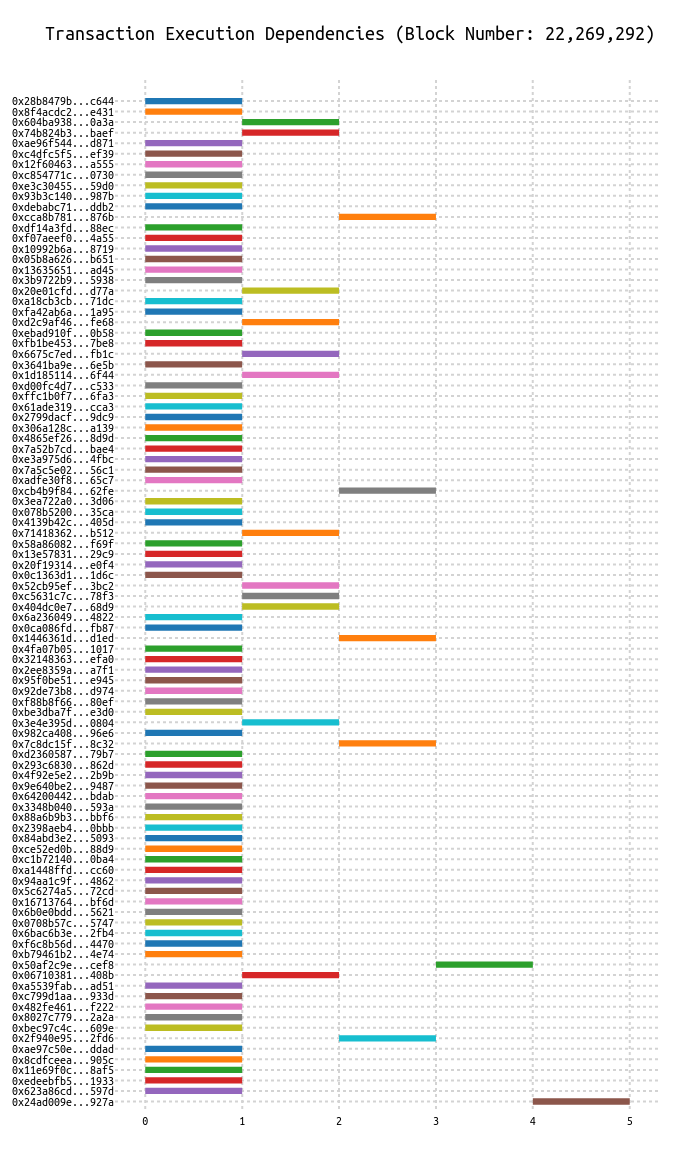 Transaction Execution Dependencies (Block Number: 22,269,292)
0x28b8479b...c644
0x8f4acdc2...e431
0x604ba938...0a3a
0x74b824b3...baef
0xae96f544...d871
0xc4dfc5f5...ef39
0x12f60463...a555
0xc854771c...0730
0xe3c30455...59d0
0x93b3c140...987b
0xdebabc71...ddb2
0xcca8b781...876b
0xdf14a3fd...88ec
0xf07aeef0...4a55
0x10992b6a...8719
0x05b8a626...b651
0x13635651...ad45
0x3b9722b9...5938
0x20e01cfd...d77a
0xa18cb3cb...71dc
0xfa42ab6a...1a95
0xd2c9af46...fe68
0xebad910f...0b58
0xfb1be453...7be8
0x6675c7ed...fb1c
0x3641ba9e...6e5b
0x1d185114...6f44
0xd00fc4d7...c533
0xffc1b0f7...6fa3
0x61ade319...cca3
0x2799dacf...9dc9
0x306a128c...a139
0x4865ef26...8d9d
0x7a52b7cd...bae4
0xe3a975d6...4fbc
0x7a5c5e02...56c1
0xadfe30f8...65c7
0xcb4b9f84...62fe
0x3ea722a0...3d06
0x078b5200...35ca
0x4139b42c...405d
0x71418362...b512
0x58a86082...f69f
0x13e57831...29c9
0x20f19314...e0f4
0x0c1363d1...1d6c
0x52cb95ef...3bc2
0xc5631c7c...78f3
0x404dc0e7...68d9
0x6a236049...4822
0x0ca086fd...fb87
0x1446361d...d1ed
0x4fa07b05...1017
0x32148363...efa0
0x2ee8359a...a7f1
0x95f0be51...e945
0x92de73b8...d974
0xf88b8f66...80ef
0xbe3dba7f...e3d0
0x3e4e395d...0804
0x982ca408...96e6
0x7c8dc15f...8c32
0xd2360587...79b7
0x293c6830...862d
0x4f92e5e2...2b9b
0x9e640be2...9487
0x64200442...bdab
0x3348b040...593a
0x88a6b9b3...bbf6
0x2398aeb4...0bbb
0x84abd3e2...5093
0xce52ed0b...88d9
0xc1b72140...0ba4
0xa1448ffd...cc60
0x94aa1c9f...4862
0x5c6274a5...72cd
0x16713764...bf6d
0x6b0e0bdd...5621
0x0708b57c...5747
0x6bac6b3e...2fb4
0xf6c8b56d...4470
0xb79461b2...4e74
0x50af2c9e...cef8
0x06710381...408b
0xa5539fab...ad51
0xc799d1aa...933d
0x482fe461...f222
0x8027c779...2a2a
0xbec97c4c...609e
0x2f940e95...2fd6
0xae97c50e...ddad
0x8cdfceea...905c
0x11e69f0c...8af5
0xedeebfb5...1933
0x623a86cd...597d
0x24ad009e...927a
0 1 2 3 4 5